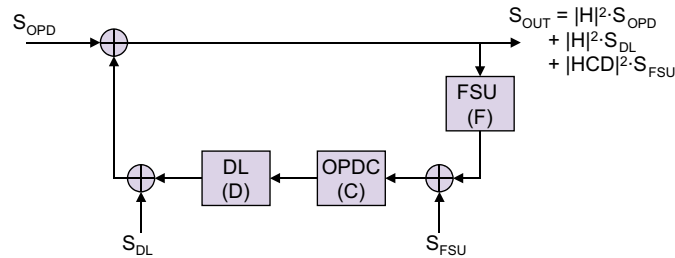 S_OPD
S_OUT = |H|²·S_OPD
+ |H|²·S_DL
+ |HCD|²·S_FSU
FSU
(F)
DL
(D)
OPDC
(C)
S_DL
S_FSU